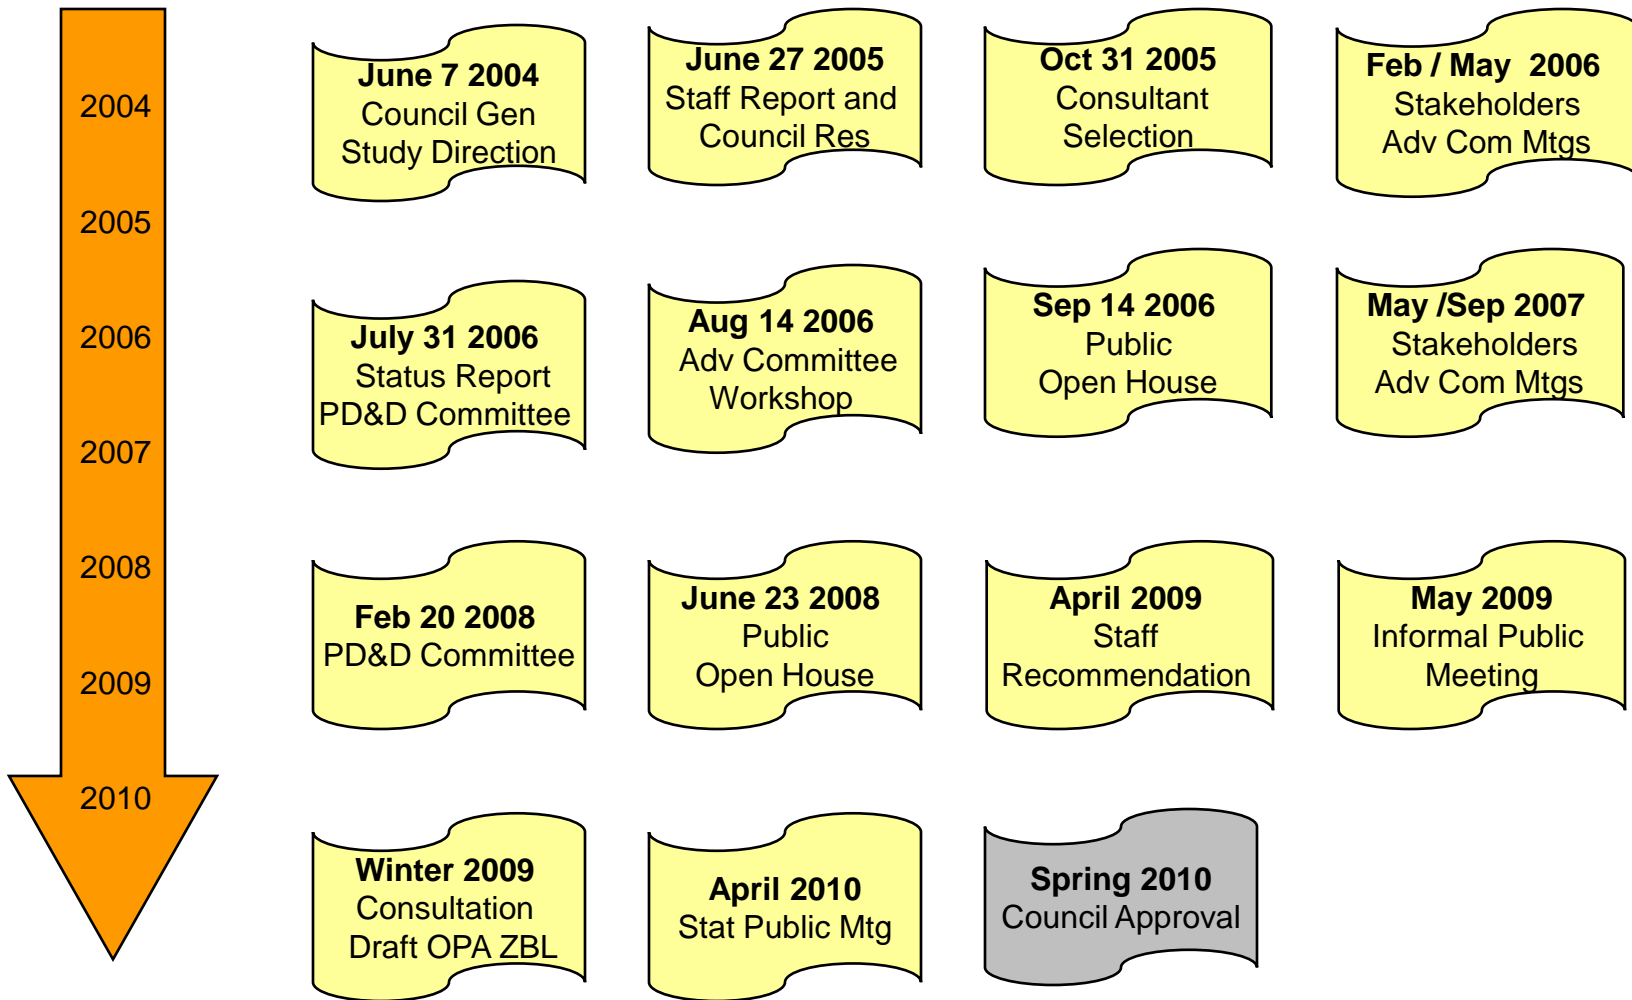 2004
2005
2006
2007
2008
2009
2010
June 7 2004
Council Gen
Study Direction
June 27 2005
Staff Report and
Council Res
Oct 31 2005
Consultant
Selection
Feb / May 2006
Stakeholders
Adv Com Mtgs
July 31 2006
Status Report
PD&D Committee
Aug 14 2006
Adv Committee
Workshop
Sep 14 2006
Public
Open House
May /Sep 2007
Stakeholders
Adv Com Mtgs
Feb 20 2008
PD&D Committee
June 23 2008
Public
Open House
April 2009
Staff
Recommendation
May 2009
Informal Public
Meeting
Winter 2009
Consultation
Draft OPA ZBL
April 2010
Stat Public Mtg
Spring 2010
Council Approval